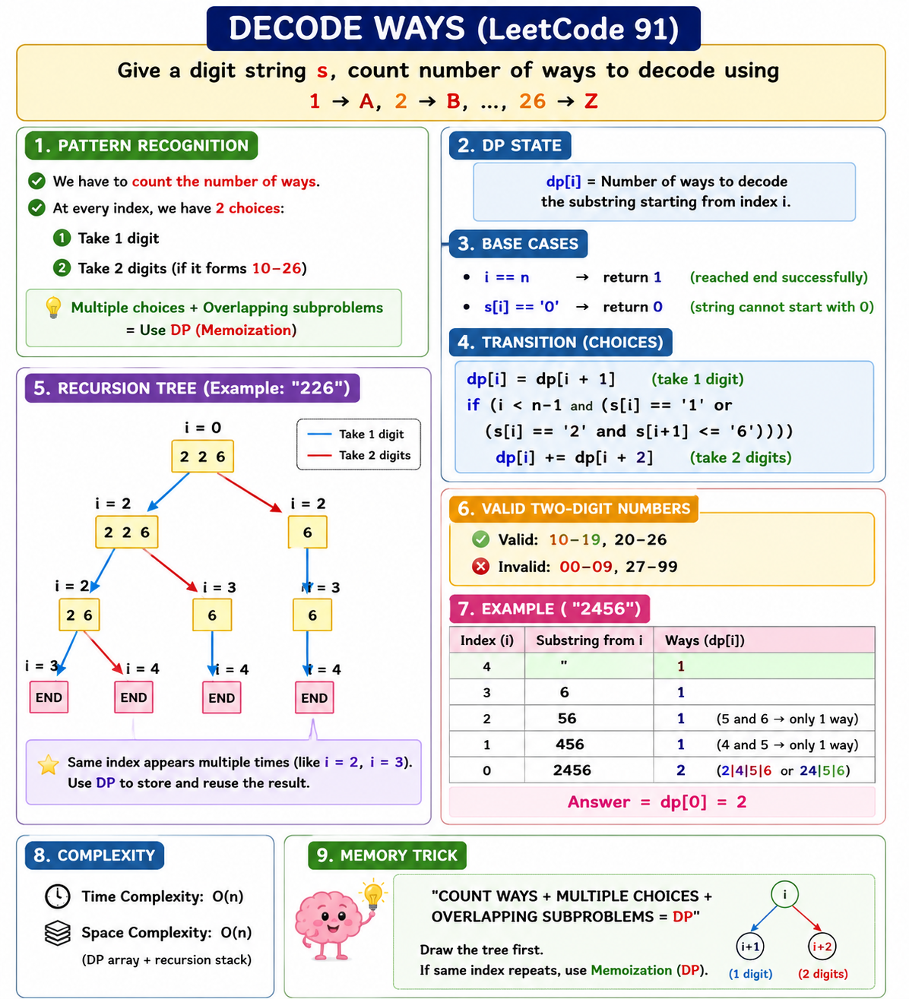 DECODE WAYS (LeetCode 91)
Give a digit string s, count number of ways to decode using
1 → A, 2 → B, ..., 26 → Z
1. PATTERN RECOGNITION
We have to count the number of ways.
At every index, we have 2 choices:
1 Take 1 digit
2 Take 2 digits (if it forms 10–26)
Multiple choices + Overlapping subproblems
= Use DP (Memoization)
2. DP STATE
dp[i] = Number of ways to decode
the substring starting from index i.
3. BASE CASES
• i == n → return 1 (reached end successfully)
• s[i] == '0' → return 0 (string cannot start with 0)
4. TRANSITION (CHOICES)
dp[i] = dp[i + 1] (take 1 digit)
if (i < n-1 and (s[i] == '1' or
(s[i] == '2' and s[i+1] <= '6'))))
dp[i] += dp[i + 2] (take 2 digits)
5. RECURSION TREE (Example: "226")
i = 0
Take 1 digit
Take 2 digits
2 2 6
i = 2 i = 2
2 2 6 6
i = 2 i = 3 i = 3
2 6 6 6
i = 3 i = 4 i = 4 i = 4
END END END END
Same index appears multiple times (like i = 2, i = 3).
Use DP to store and reuse the result.
6. VALID TWO-DIGIT NUMBERS
Valid: 10–19, 20–26
Invalid: 00–09, 27–99
7. EXAMPLE ( "2456")
Index (i) Substring from i Ways (dp[i])
4 " 1
3 6 1
2 56 1 (5 and 6 → only 1 way)
1 456 1 (4 and 5 → only 1 way)
0 2456 2 (2|4|5|6 or 24|5|6)
Answer = dp[0] = 2
8. COMPLEXITY
Time Complexity: O(n)
Space Complexity: O(n)
(DP array + recursion stack)
9. MEMORY TRICK
"COUNT WAYS + MULTIPLE CHOICES +
OVERLAPPING SUBPROBLEMS = DP"
Draw the tree first.
If same index repeats, use Memoization (DP).
i
i+1 i+2
(1 digit) (2 digits)